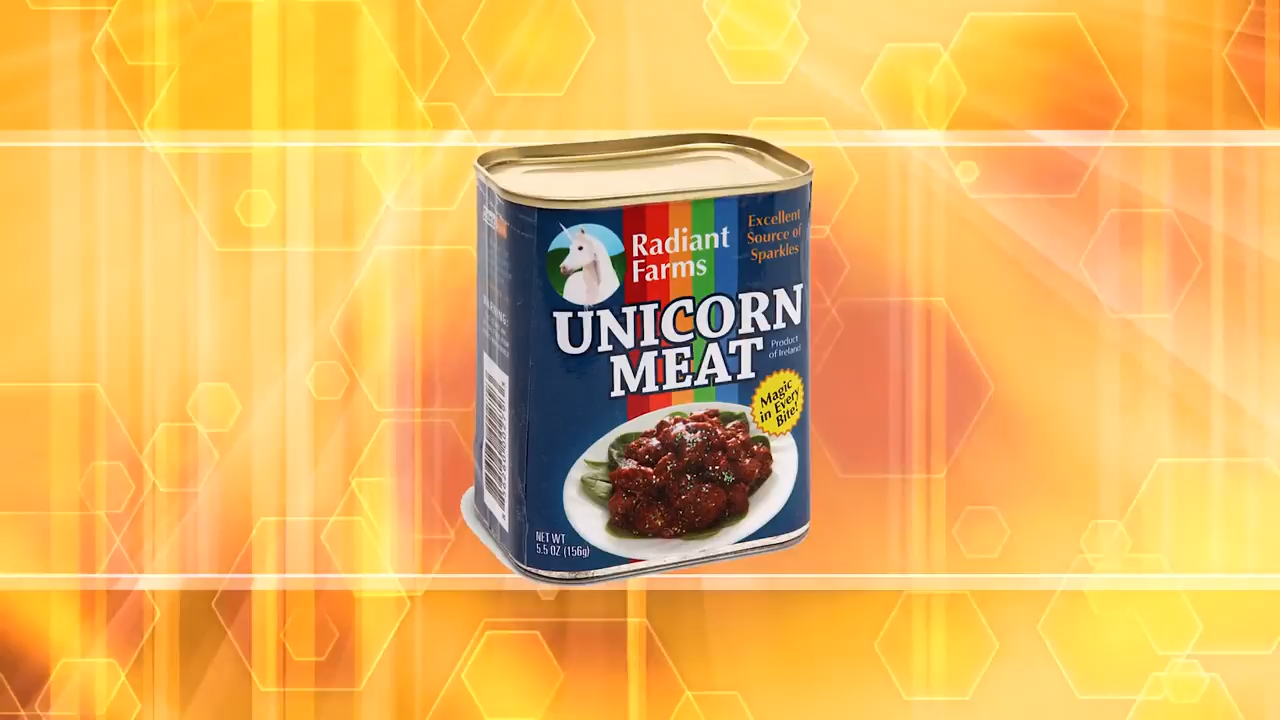 Radiant
Farms
Excellent
Source of
Sparkles
UNICORN
MEAT
Product
of Ireland
Magic
in Every
Bite!
NET WT
5.5 OZ (156g)
WARNING: